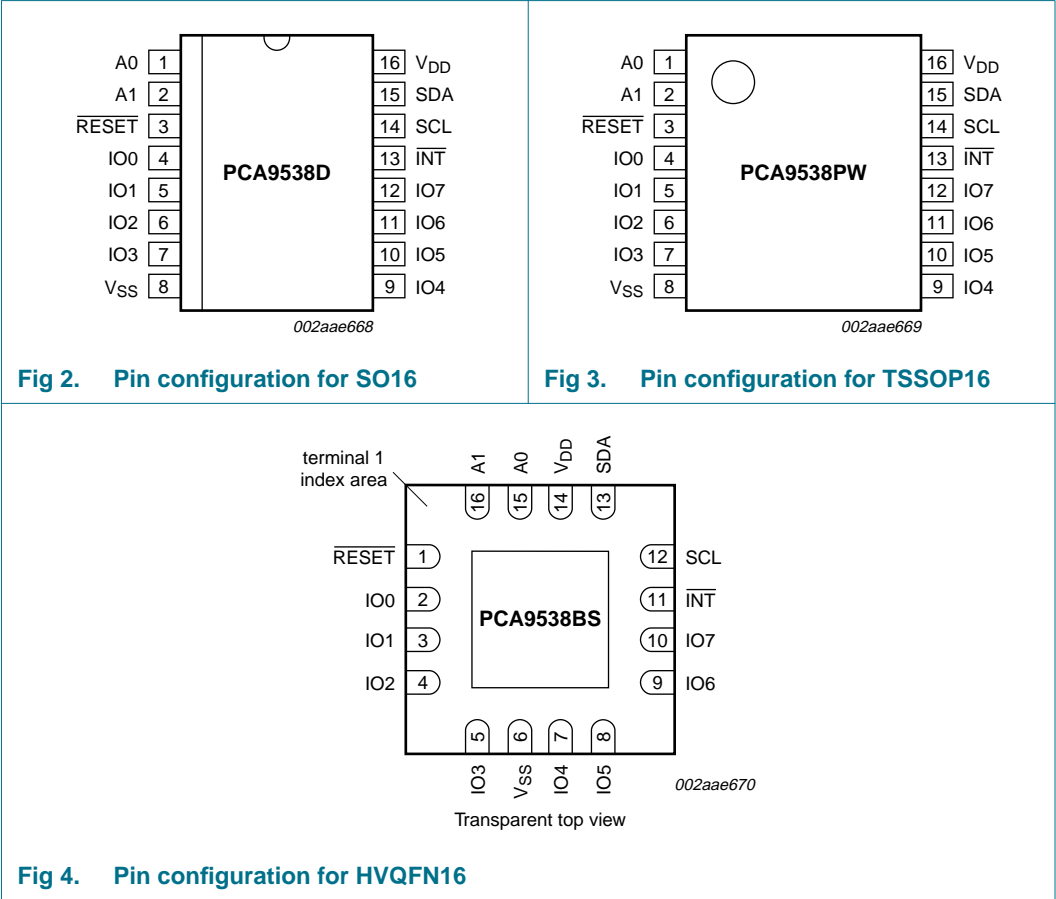 A0 1
A1 2
RESET 3
IO0 4
IO1 5
IO2 6
IO3 7
VSS 8
PCA9538D
16 VDD
15 SDA
14 SCL
13 INT
12 IO7
11 IO6
10 IO5
9 IO4
002aae668
Fig 2. Pin configuration for SO16
A0 1
A1 2
RESET 3
IO0 4
IO1 5
IO2 6
IO3 7
VSS 8
PCA9538PW
16 VDD
15 SDA
14 SCL
13 INT
12 IO7
11 IO6
10 IO5
9 IO4
002aae669
Fig 3. Pin configuration for TSSOP16
terminal 1
index area
A1 A0 VDD SDA
16 15 14 13
RESET 1
IO0 2
IO1 3
IO2 4
PCA9538BS
12 SCL
11 INT
10 IO7
9 IO6
5 6 7 8
IO3 VSS IO4 IO5
002aae670
Transparent top view
Fig 4. Pin configuration for HVQFN16